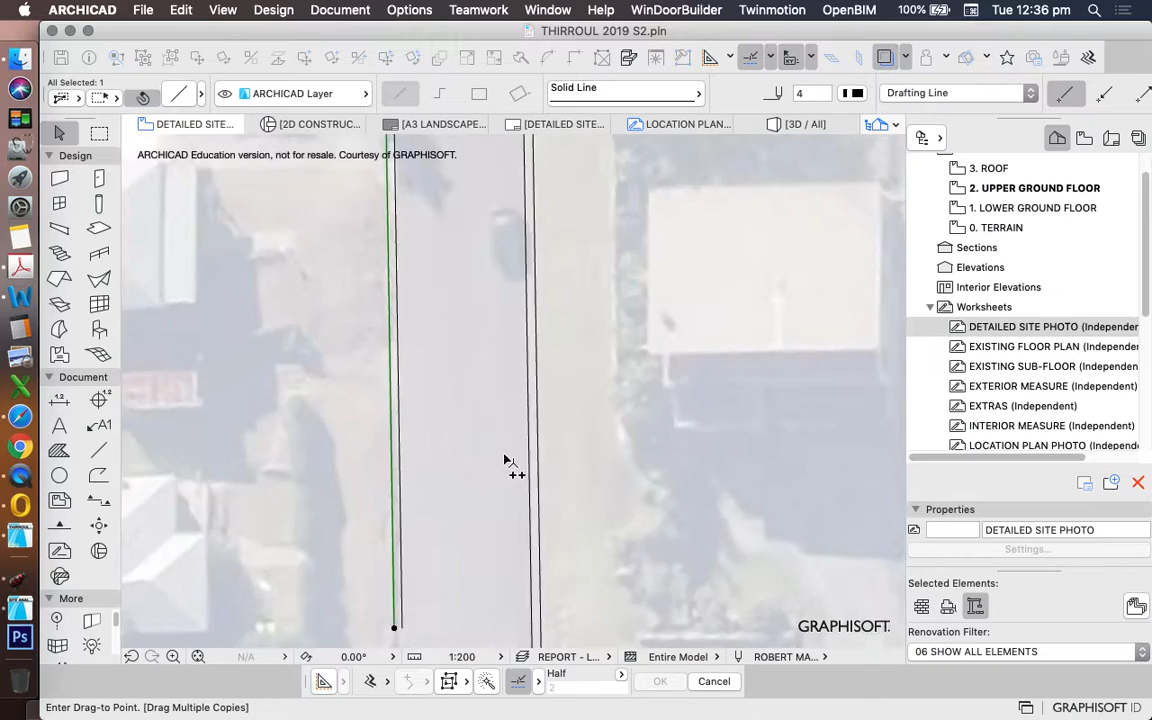 ARCHICAD File Edit View Design Document Options Teamwork Window Help WinDoorBuilder Twinmotion OpenBIM 100% Tue 12:36 pm
THIRROUL 2019 S2.pln
All Selected: 1
ARCHICAD Layer
Solid Line
4
Drafting Line
DETAILED SITE...
[2D CONSTRUC...
[A3 LANDSCAPE...
[DETAILED SITE...
LOCATION PLAN...
[3D / All]
ARCHICAD Education version, not for resale. Courtesy of GRAPHISOFT.
Design
Document
More
3. ROOF
2. UPPER GROUND FLOOR
1. LOWER GROUND FLOOR
0. TERRAIN
Sections
Elevations
Interior Elevations
Worksheets
DETAILED SITE PHOTO (Independen
EXISTING FLOOR PLAN (Independen
EXISTING SUB-FLOOR (Independen
EXTERIOR MEASURE (Independent)
EXTRAS (Independent)
INTERIOR MEASURE (Independent)
LOCATION PLAN PHOTO (Independen
Properties
DETAILED SITE PHOTO
Settings...
Selected Elements:
Renovation Filter:
06 SHOW ALL ELEMENTS
GRAPHISOFT.
N/A
0.00°
1:200
REPORT - L...
Entire Model
ROBERT MA...
Half
2
OK
Cancel
Enter Drag-to Point. [Drag Multiple Copies]
GRAPHISOFT ID